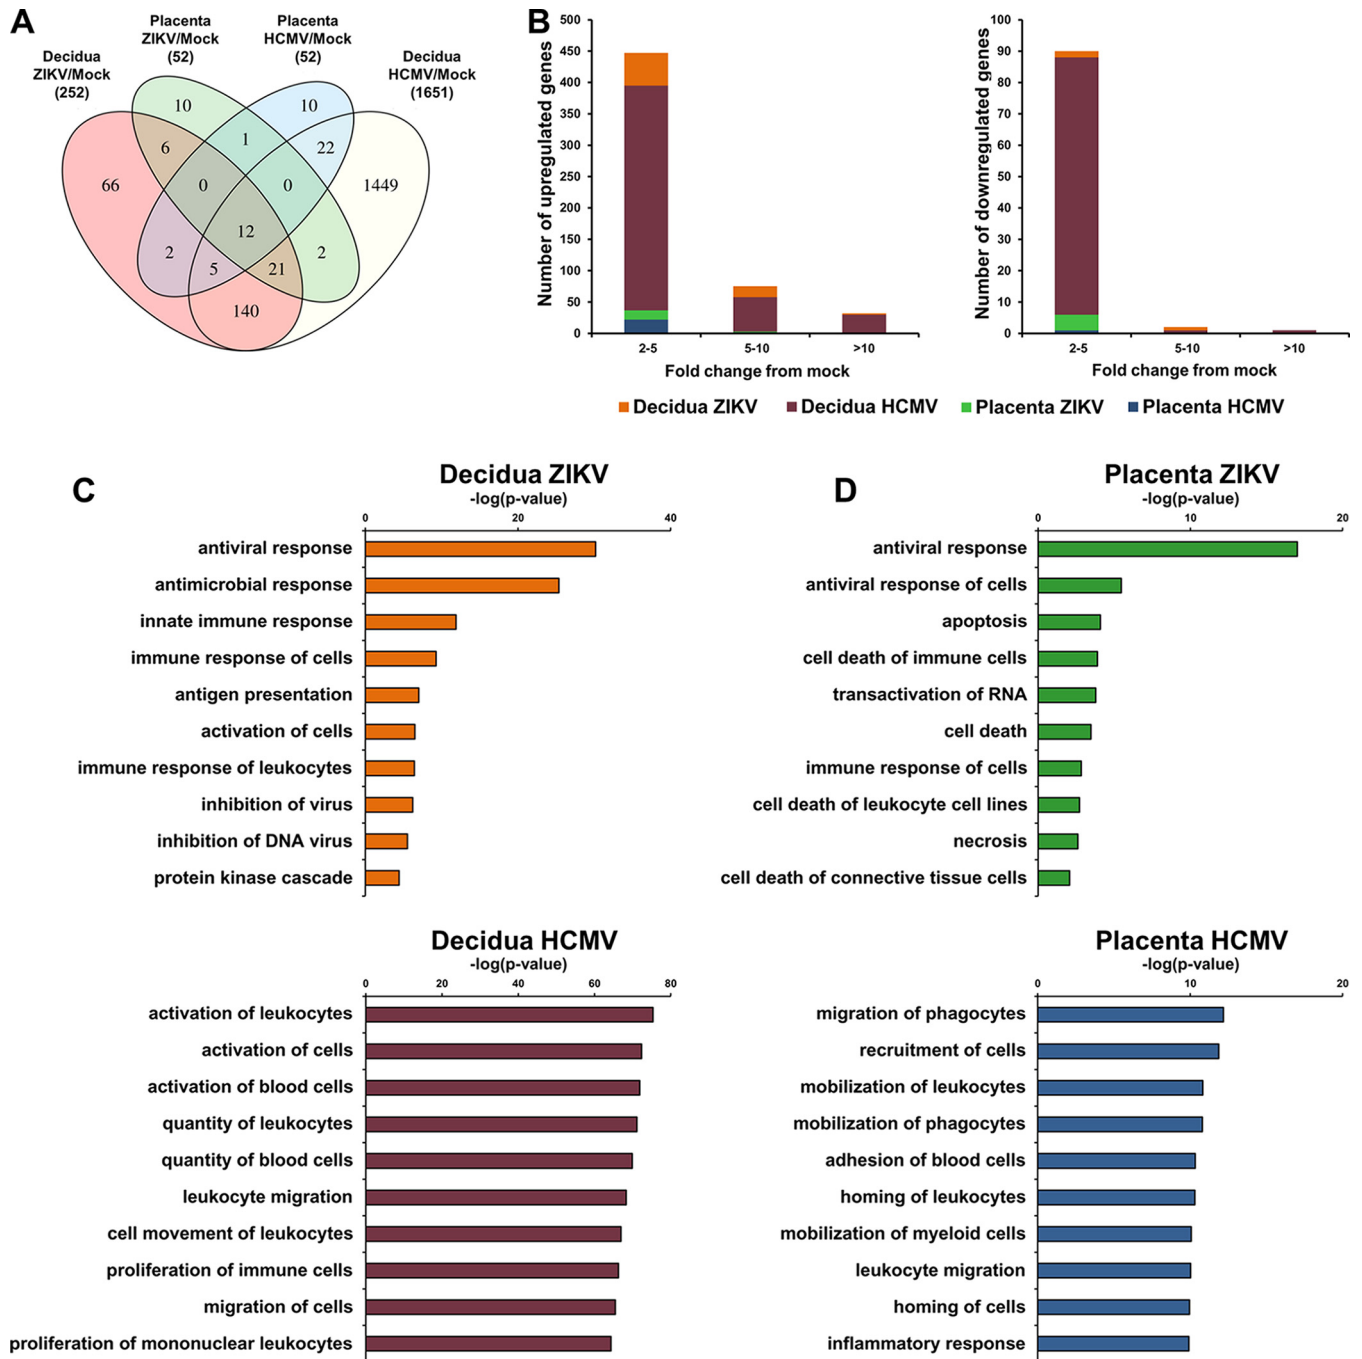 A
Decidua
ZIKV/Mock
(252)
Placenta
ZIKV/Mock
(52)
Placenta
HCMV/Mock
(52)
Decidua
HCMV/Mock
(1651)
10
10
6
1
22
66
0
0
1449
12
2
5
21
2
140
B
Number of upregulated genes
500
450
400
350
300
250
200
150
100
50
0
2-5
5-10
>10
Fold change from mock
Number of downregulated genes
100
90
80
70
60
50
40
30
20
10
0
2-5
5-10
>10
Fold change from mock
Decidua ZIKV
Decidua HCMV
Placenta ZIKV
Placenta HCMV
C
Decidua ZIKV
-log(p-value)
0 20 40
antiviral response
antimicrobial response
innate immune response
immune response of cells
antigen presentation
activation of cells
immune response of leukocytes
inhibition of virus
inhibition of DNA virus
protein kinase cascade
Decidua HCMV
-log(p-value)
0 20 40 60 80
activation of leukocytes
activation of cells
activation of blood cells
quantity of leukocytes
quantity of blood cells
leukocyte migration
cell movement of leukocytes
proliferation of immune cells
migration of cells
proliferation of mononuclear leukocytes
D
Placenta ZIKV
-log(p-value)
0 10 20
antiviral response
antiviral response of cells
apoptosis
cell death of immune cells
transactivation of RNA
cell death
immune response of cells
cell death of leukocyte cell lines
necrosis
cell death of connective tissue cells
Placenta HCMV
-log(p-value)
0 10 20
migration of phagocytes
recruitment of cells
mobilization of leukocytes
mobilization of phagocytes
adhesion of blood cells
homing of leukocytes
mobilization of myeloid cells
leukocyte migration
homing of cells
inflammatory response